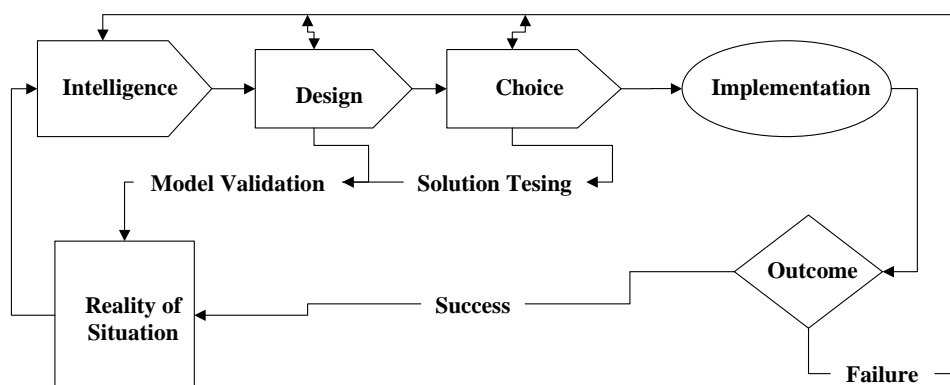 Intelligence
Design
Choice
Implementation
Model Validation
Solution Tesing
Outcome
Success
Reality of
Situation
Failure